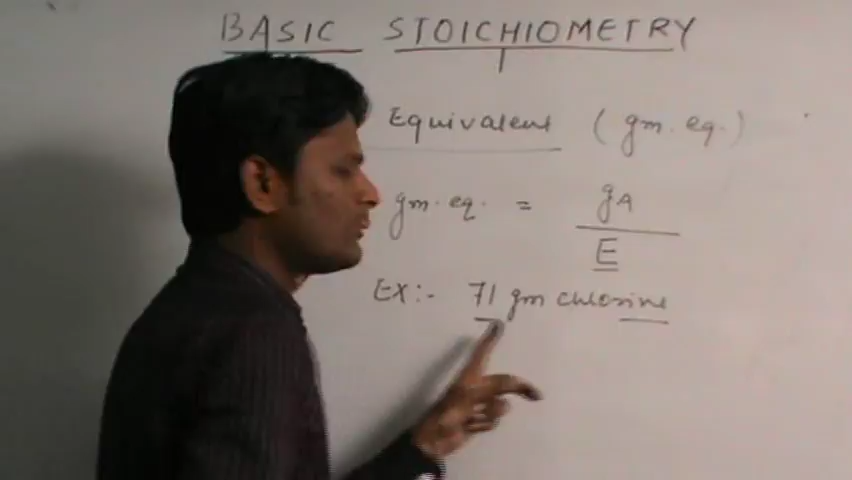 BASIC STOICHIOMETRY
Equivalent (gm.eq.)
gm.eq. = gA
E
EX:- 71 gm chlorine